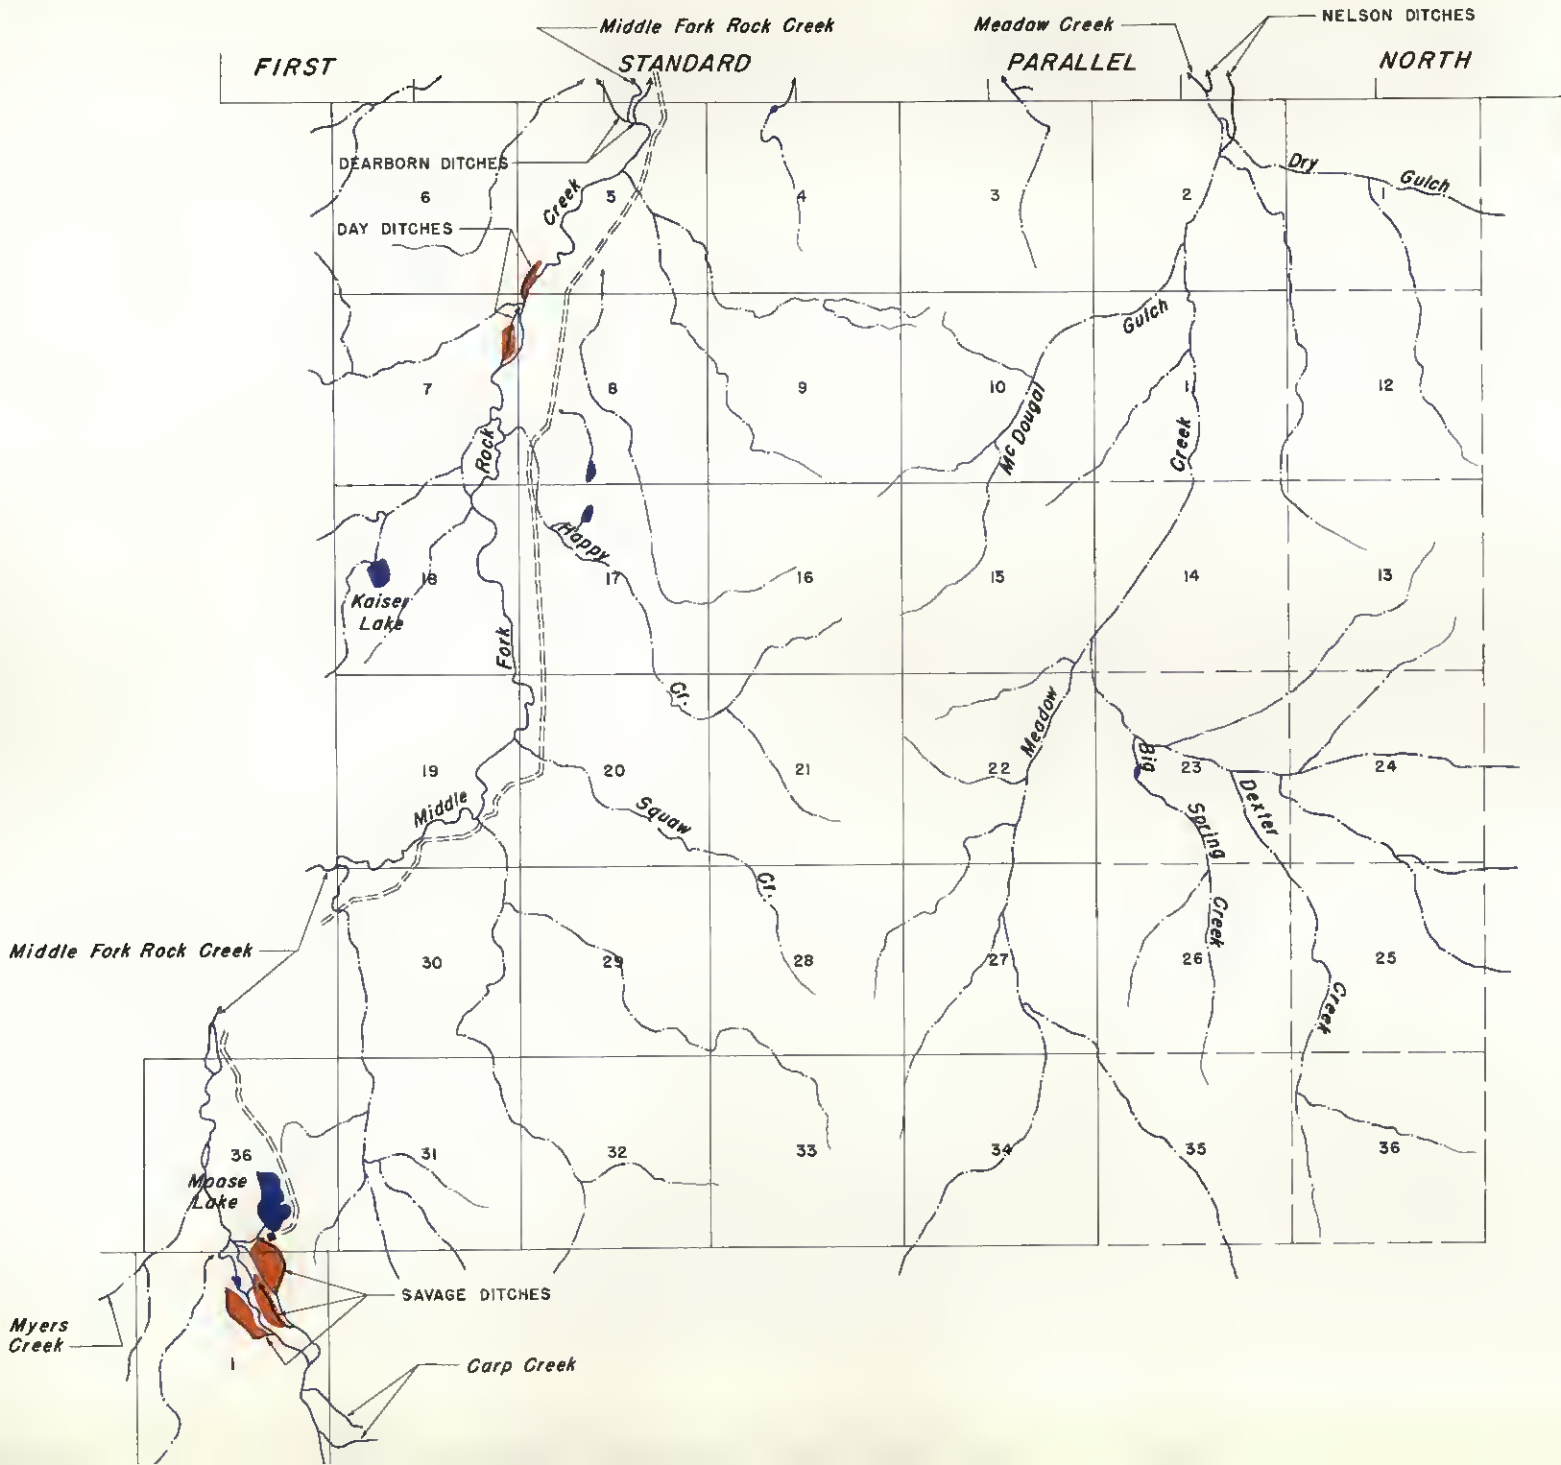 Middle Fork Rock Creek
Meadow Creek
NELSON DITCHES
FIRST STANDARD PARALLEL NORTH
DEARBORN DITCHES
Dry Gulch
6 5 4 3 2 1
Creek
DAY DITCHES
Gulch
7 8 9 10 11 12
McDougal
Rock
Creek
Happy
18 17 16 15 14 13
Kaiser
Lake
Fork
Cr.
Meadow
19 20 21 22 23 24
Big
Middle
Squaw
Dexter
Spring
Cr.
Creek
Middle Fork Rock Creek
30 29 28 27 26 25
Creek
36 31 32 33 34 35 36
Moose
Lake
SAVAGE DITCHES
Myers
Creek
1
Carp Creek